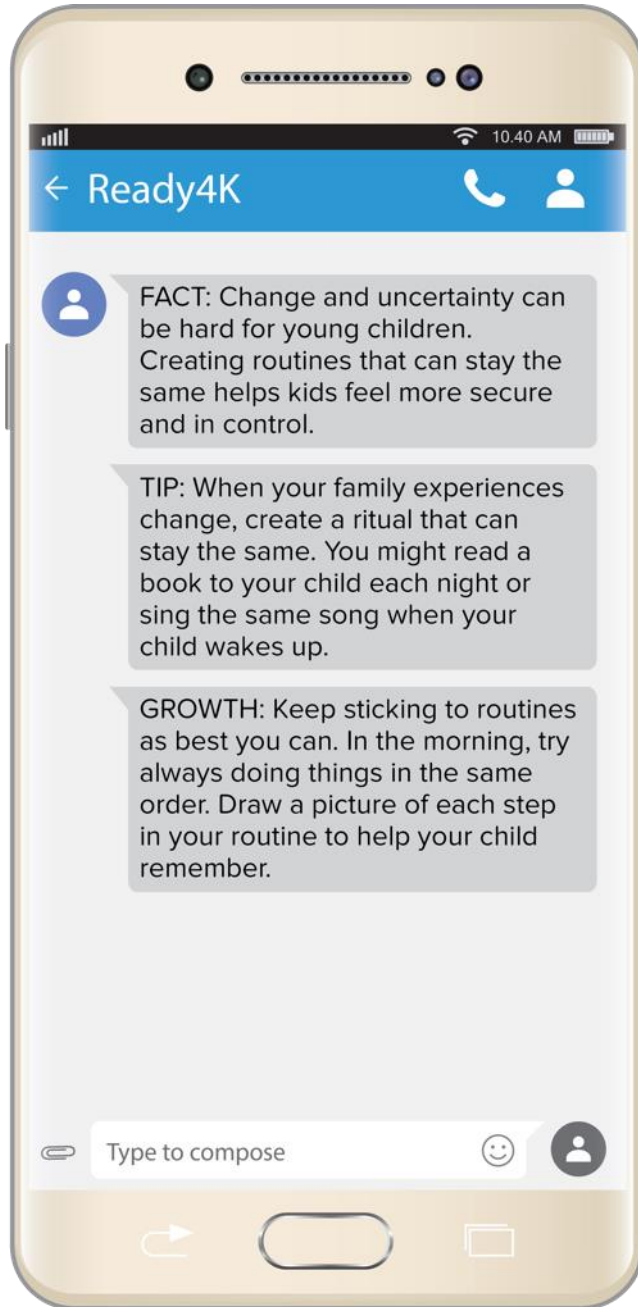 10.40 AM
Ready4K
FACT: Change and uncertainty can
be hard for young children.
Creating routines that can stay the
same helps kids feel more secure
and in control.
TIP: When your family experiences
change, create a ritual that can
stay the same. You might read a
book to your child each night or
sing the same song when your
child wakes up.
GROWTH: Keep sticking to routines
as best you can. In the morning, try
always doing things in the same
order. Draw a picture of each step
in your routine to help your child
remember.
Type to compose